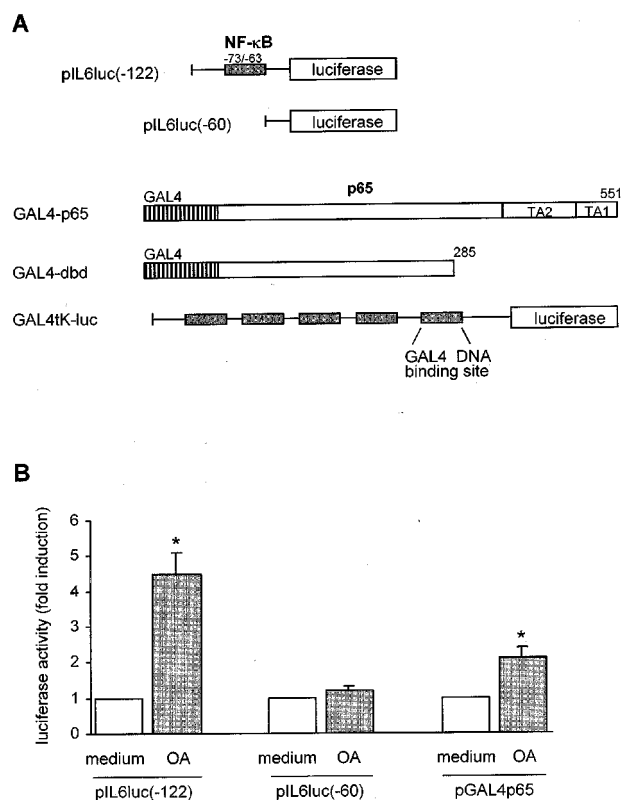 A
NF-κB
-73/-63
pIL6luc(-122)
luciferase
pIL6luc(-60)
luciferase
p65
551
GAL4
GAL4-p65
TA2
TA1
GAL4
285
GAL4-dbd
GAL4tK-luc
luciferase
GAL4 DNA
binding site
B
luciferase activity (fold induction)
6
5
4
3
2
1
0
*
*
medium OA medium OA medium OA
pIL6luc(-122) pIL6luc(-60) pGAL4p65